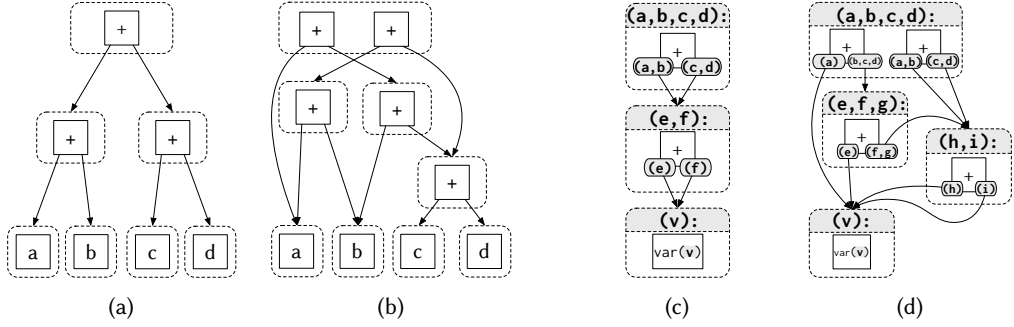 +
+ +
a b c d
(a)
+ +
+ +
+
a b c d
(b)
(a,b,c,d):
+
(a,b) (c,d)
(e,f):
+
(e) (f)
(v):
var(v)
(c)
(a,b,c,d):
+ +
(a) (b,c,d) (a,b) (c,d)
(e,f,g):
+
(e) (f,g)
(h,i):
+
(h) (i)
(v):
var(v)
(d)